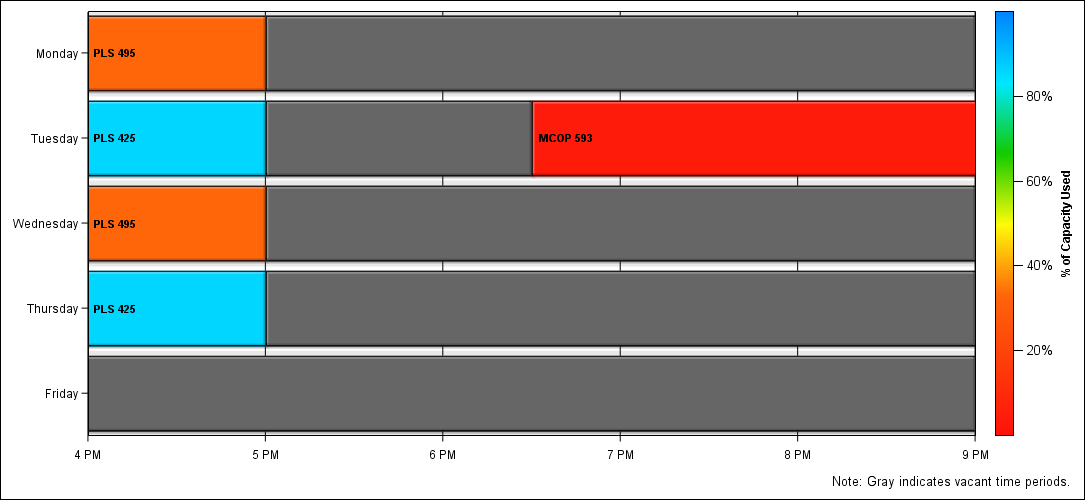 Monday
PLS 495
Tuesday
PLS 425
MCOP 593
Wednesday
PLS 495
Thursday
PLS 425
Friday
4 PM
5 PM
6 PM
7 PM
8 PM
9 PM
80%
60%
40%
20%
% of Capacity Used
Note: Gray indicates vacant time periods.